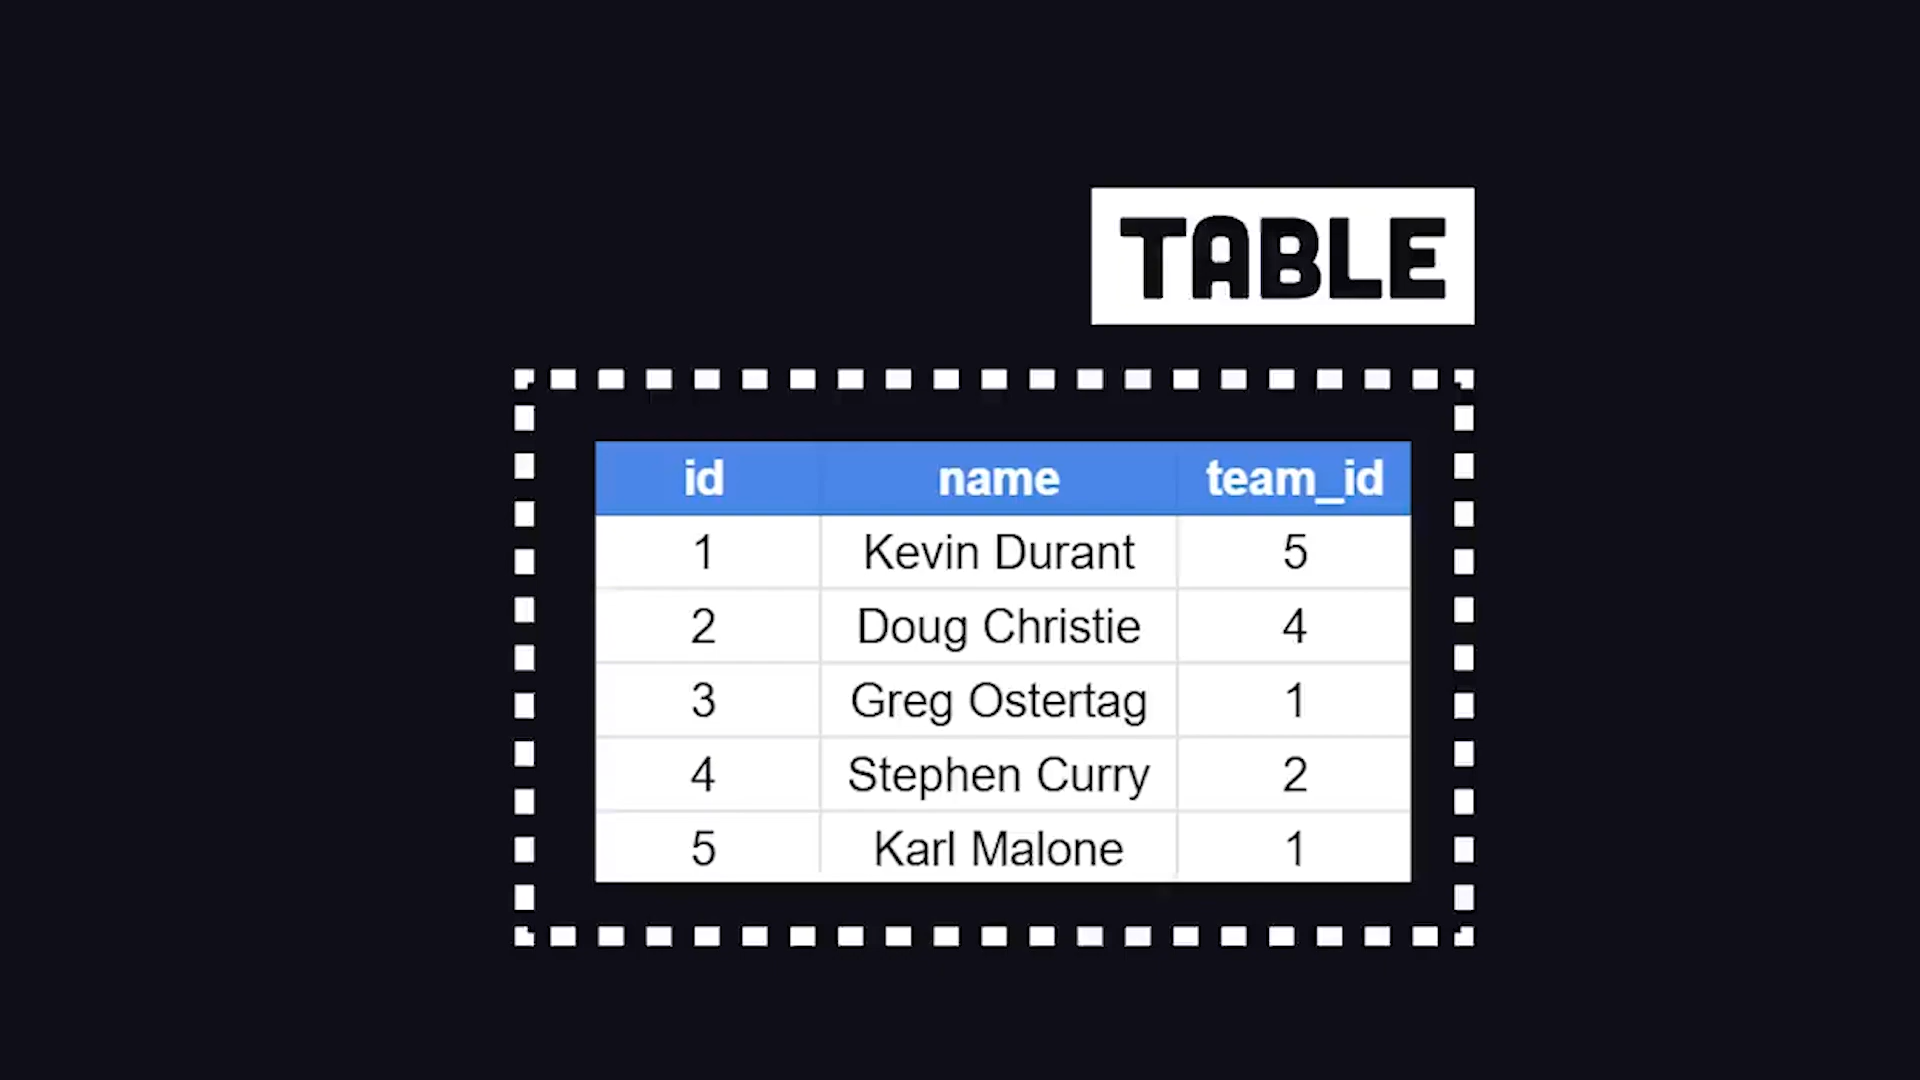 TABLE
id name team_id
1 Kevin Durant 5
2 Doug Christie 4
3 Greg Ostertag 1
4 Stephen Curry 2
5 Karl Malone 1